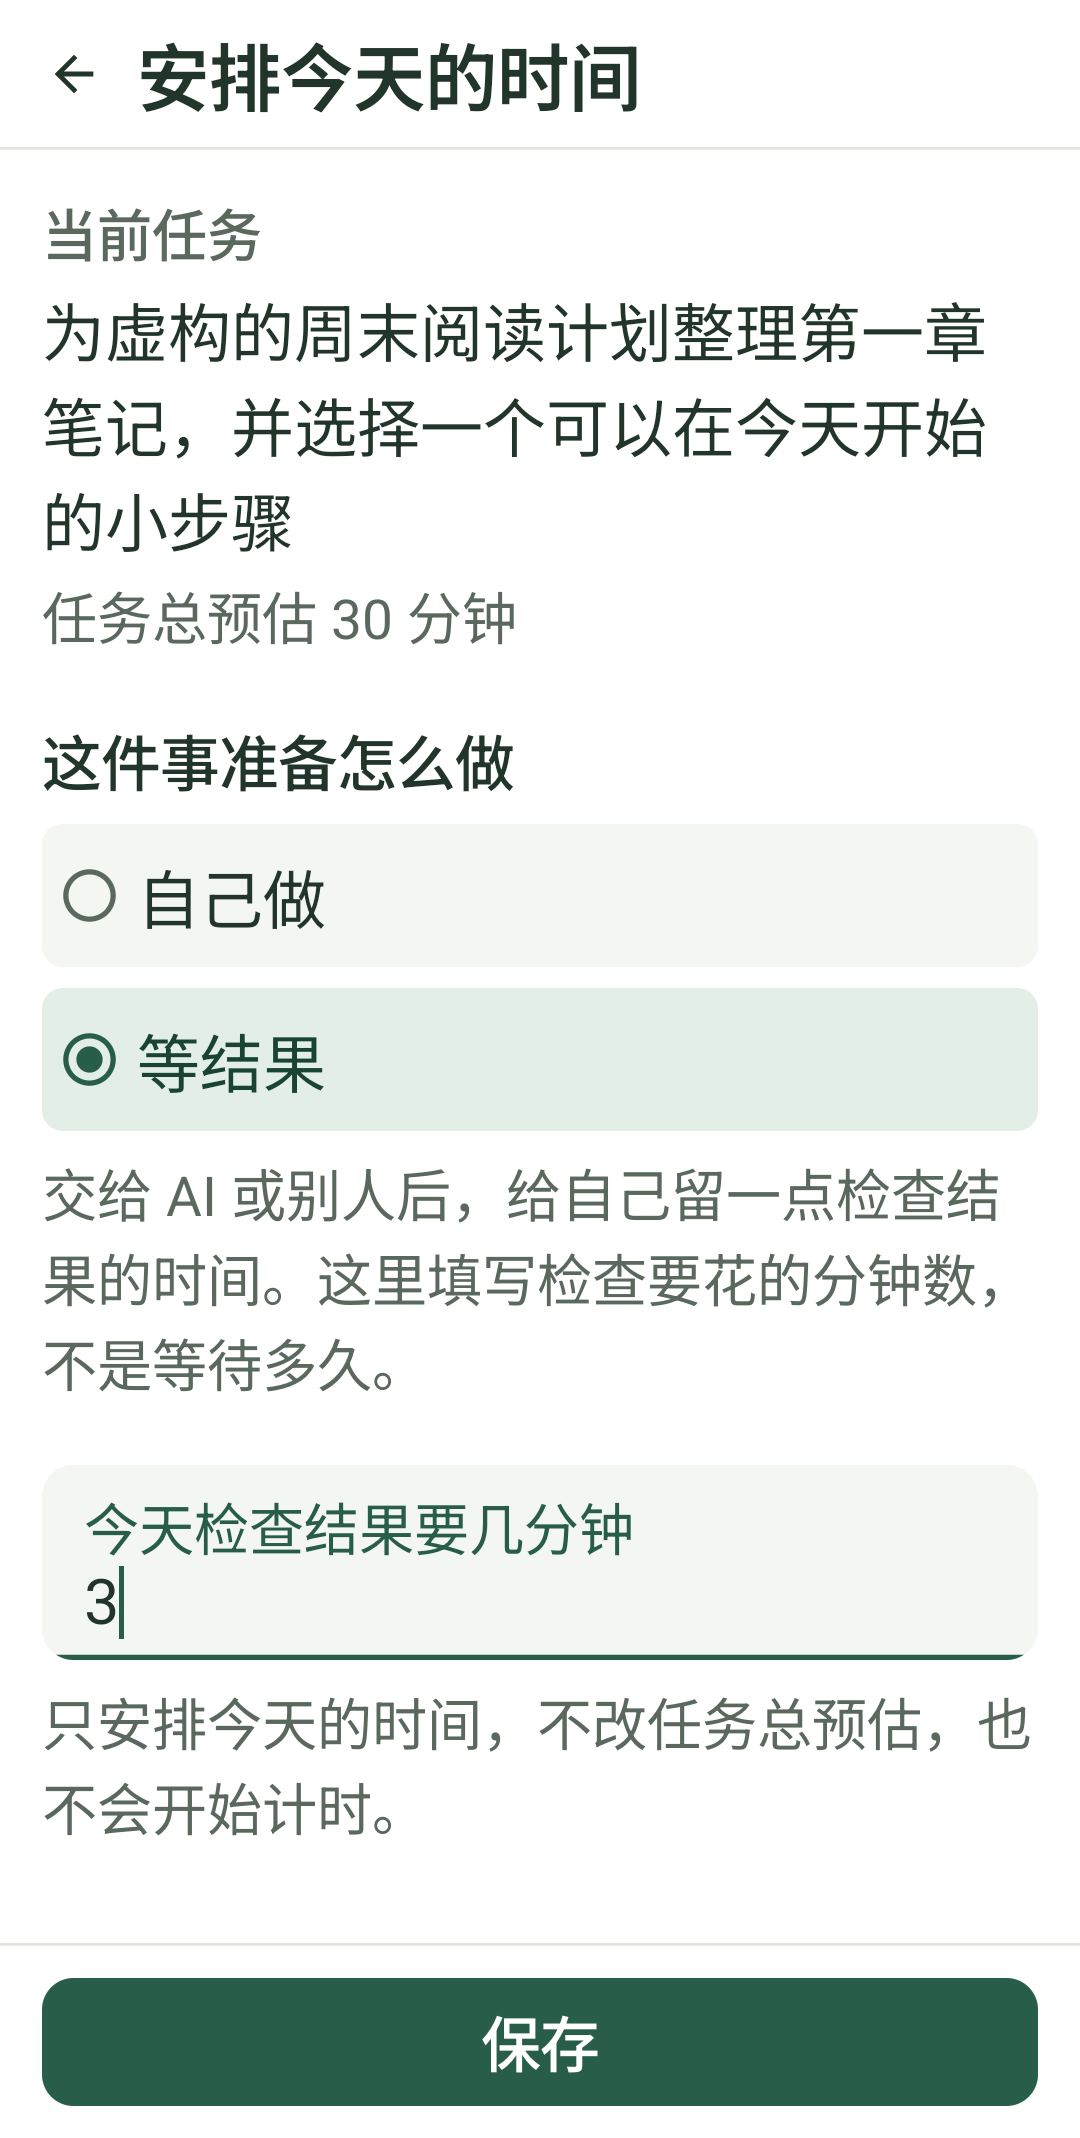 安排今天的时间
当前任务
为虚构的周末阅读计划整理第一章
笔记，并选择一个可以在今天开始
的小步骤
任务总预估 30 分钟
这件事准备怎么做
自己做
等结果
交给 AI 或别人后，给自己留一点检查结
果的时间。这里填写检查要花的分钟数，
不是等待多久。
今天检查结果要几分钟
3
只安排今天的时间，不改任务总预估，也
不会开始计时。
保存